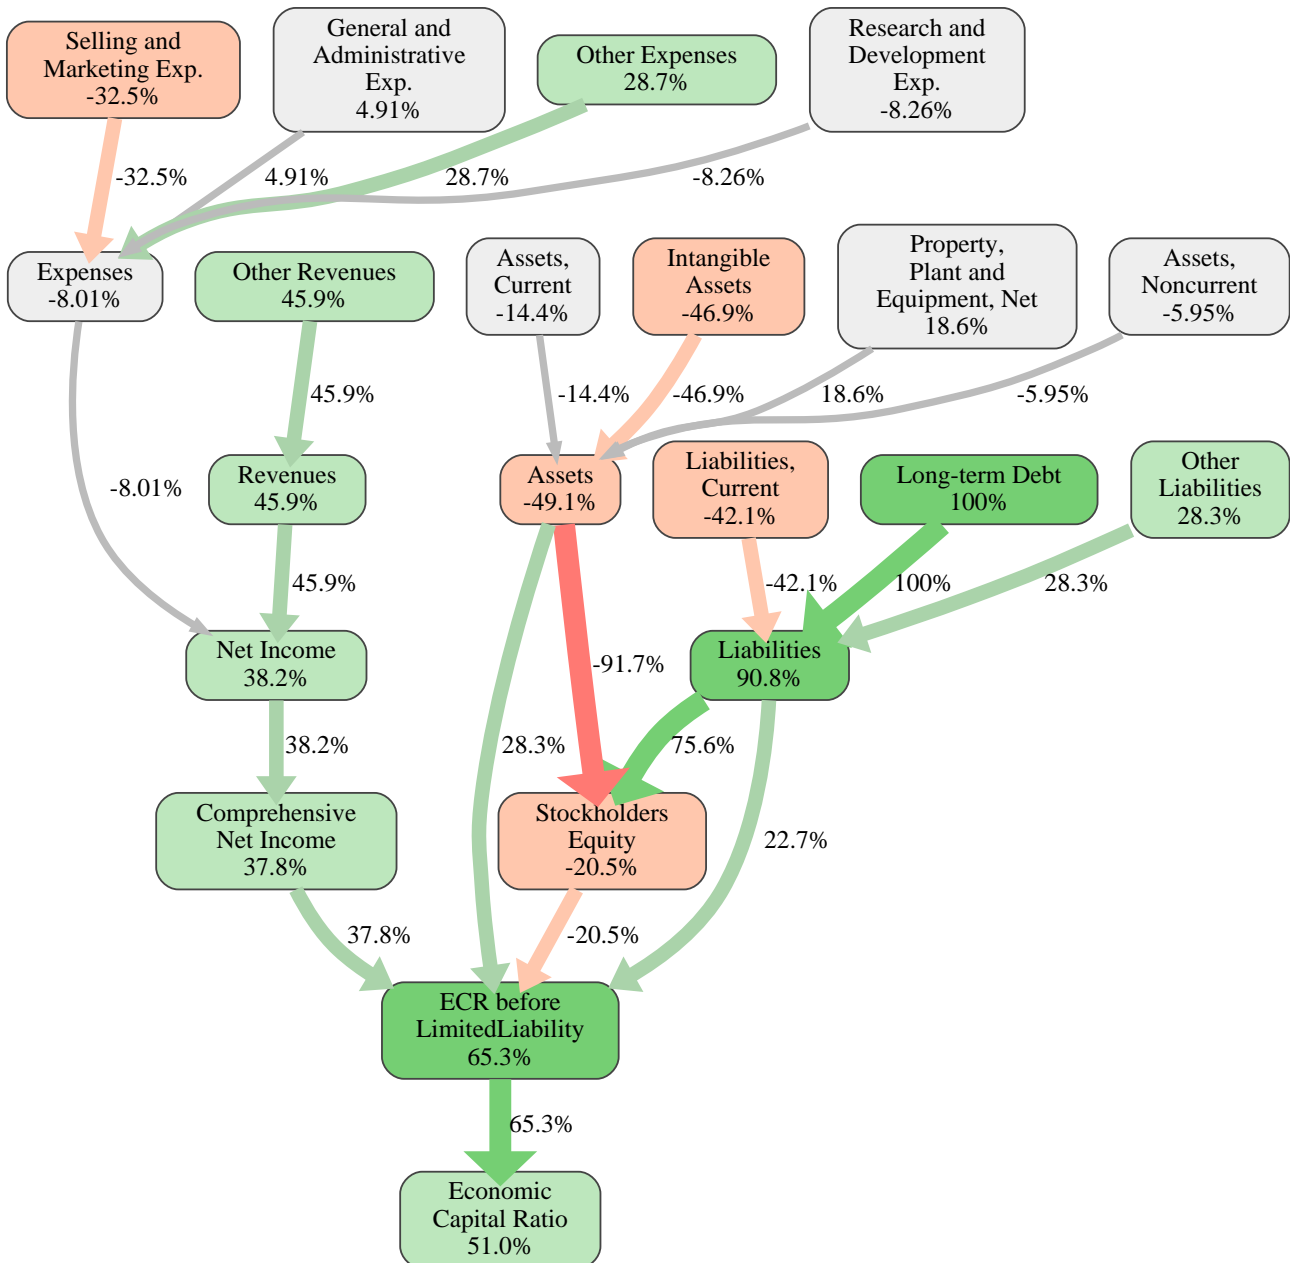 Selling and
Marketing Exp.
-32.5%
General and
Administrative
Exp.
4.91%
Other Expenses
28.7%
Research and
Development
Exp.
-8.26%
-32.5%
4.91%
28.7%
-8.26%
Expenses
-8.01%
Other Revenues
45.9%
Assets,
Current
-14.4%
Intangible
Assets
-46.9%
Property,
Plant and
Equipment, Net
18.6%
Assets,
Noncurrent
-5.95%
45.9%
-14.4%
-46.9%
18.6%
-5.95%
-8.01%
Revenues
45.9%
Assets
-49.1%
Liabilities,
Current
-42.1%
Long-term Debt
100%
Other
Liabilities
28.3%
45.9%
-42.1%
100%
28.3%
Net Income
38.2%
-91.7%
Liabilities
90.8%
38.2%
28.3%
75.6%
Comprehensive
Net Income
37.8%
Stockholders
Equity
-20.5%
22.7%
37.8%
-20.5%
ECR before
LimitedLiability
65.3%
65.3%
Economic
Capital Ratio
51.0%